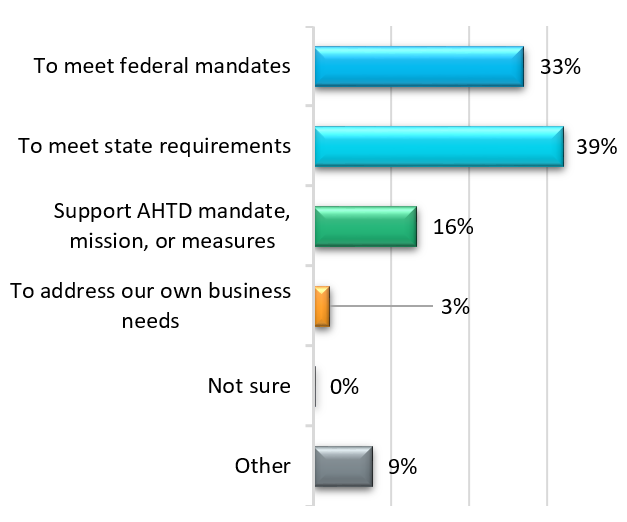 To meet federal mandates 33%
To meet state requirements 39%
Support AHTD mandate,
mission, or measures 16%
To address our own business
needs 3%
Not sure 0%
Other 9%